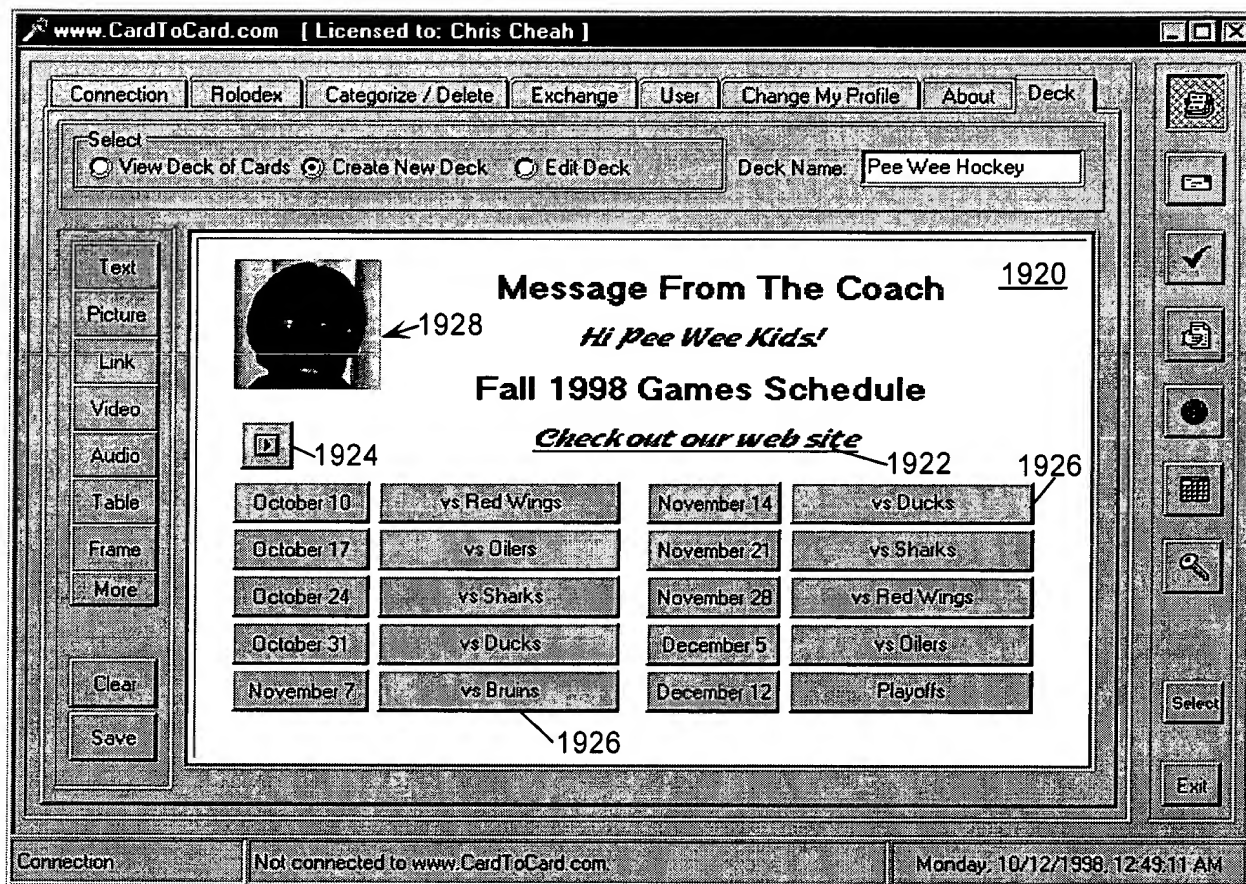 www.CardToCard.com [ Licensed to: Chris Cheah ]
Connection Rolodex Categorize / Delete Exchange User Change My Profile About Deck
Select
View Deck of Cards Create New Deck Edit Deck Deck Name: Pee Wee Hockey
Text
Picture
Link
Video
Audio
Table
Frame
More
Clear
Save
Message From The Coach 1920
1928 Hi Pee Wee Kids!
Fall 1998 Games Schedule
Check out our web site
1924 1922 1926
October 10 vs Red Wings November 14 vs Ducks
October 17 vs Oilers November 21 vs Sharks
October 24 vs Sharks November 28 vs Red Wings
October 31 vs Ducks December 5 vs Oilers
November 7 vs Bruins December 12 Playoffs
1926
Select
Exit
Connection Not connected to www.CardToCard.com. Monday, 10/12/1998, 12:49:11 AM